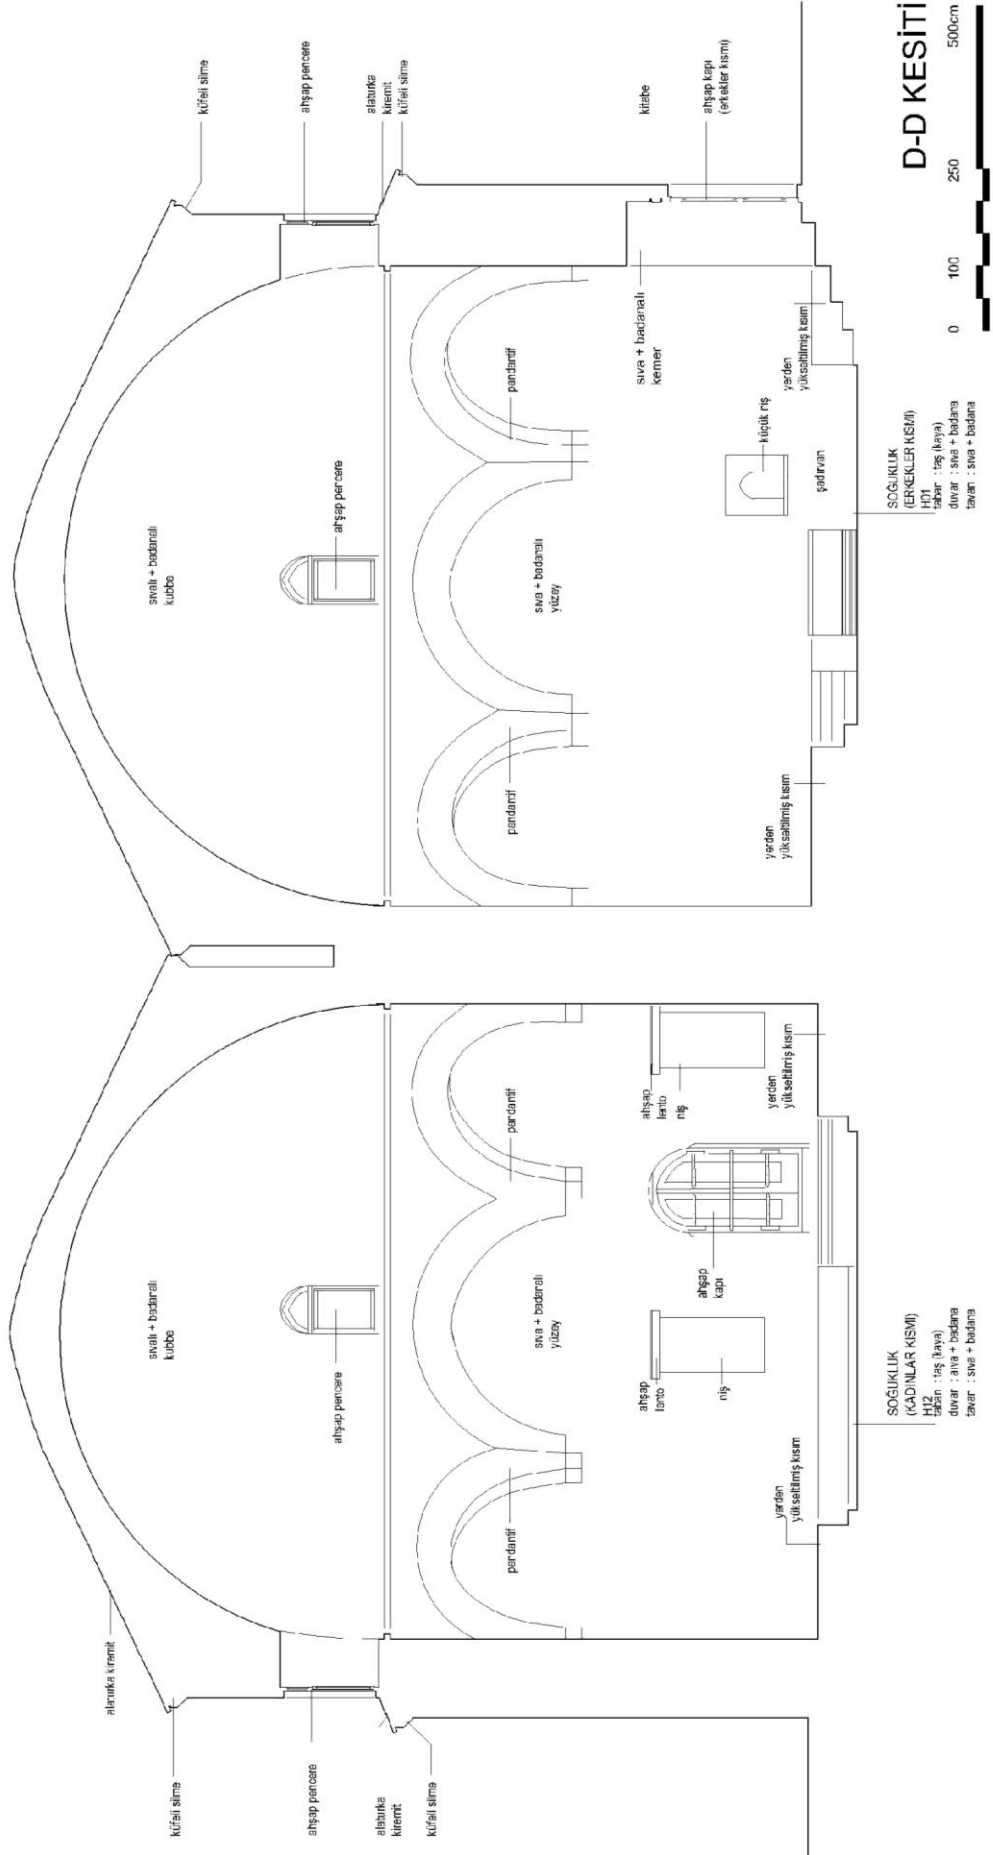 küfeli silme
ahşap pencere
alaturka
kiremit
küfeli silme
kitabe
ahşap kapı
(erkekler kısmı)
D-D KESİTİ
0 100 250 500cm
sıvalı + badanalı
kubbe
ahşap pencere
pandantif
sıva + badanalı
yüzey
pandantif
sıva + badanalı
kemer
küçük niş
şadırvan
yerden
yükseltilmiş kısım
yerden
yükseltilmiş kısım
SOĞUKLUK
(ERKEKLER KISMI)
H01
taban : taş (kaya)
duvar : sıva + badana
tavan : sıva + badana
sıvalı + badanalı
kubbe
ahşap pencere
pandantif
sıva + badanalı
yüzey
pandantif
ahşap
lento
niş
yerden
yükseltilmiş kısım
ahşap
kapı
ahşap
lento
niş
yerden
yükseltilmiş kısım
SOĞUKLUK
(KADINLAR KISMI)
H12
taban : taş (kaya)
duvar : sıva + badana
tavan : sıva + badana
alaturka kiremit
küfeli silme
ahşap pencere
alaturka
kiremit
küfeli silme